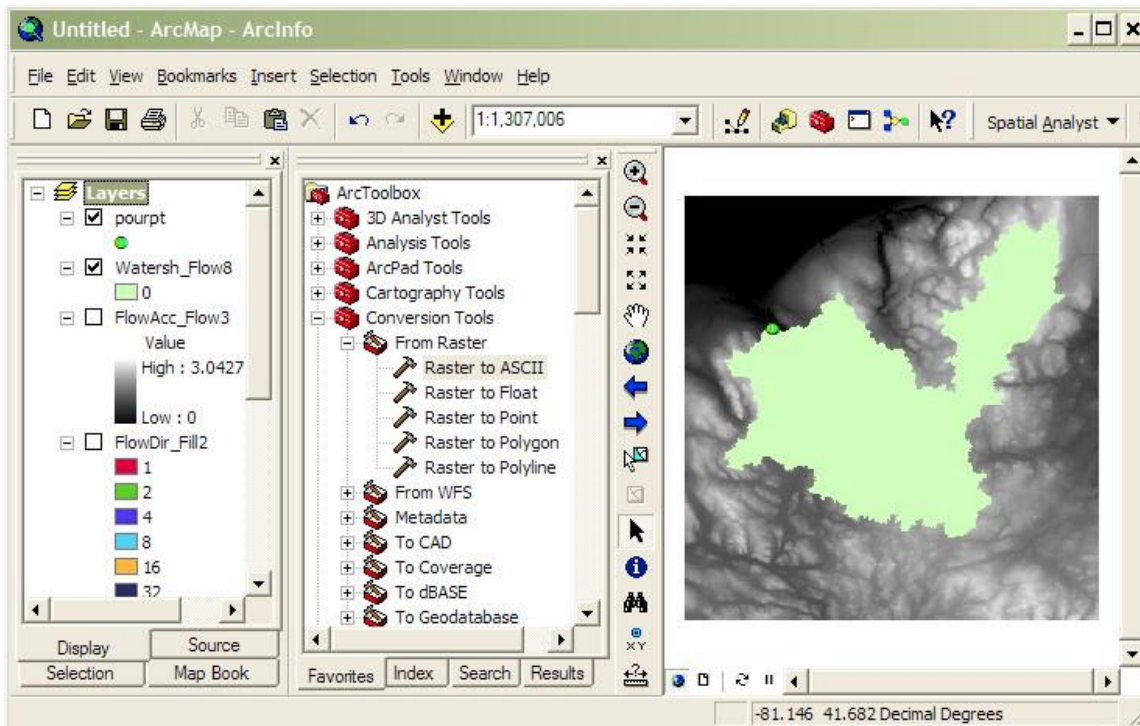 Untitled - ArcMap - ArcInfo
File Edit View Bookmarks Insert Selection Tools Window Help
1:1,307,006
Spatial Analyst
Layers
pourpt
Watersh_Flow8
0
FlowAcc_Flow3
Value
High : 3.0427
Low : 0
FlowDir_Fill2
1
2
4
8
16
32
Display
Source
Selection
Map Book
ArcToolbox
3D Analyst Tools
Analysis Tools
ArcPad Tools
Cartography Tools
Conversion Tools
From Raster
Raster to ASCII
Raster to Float
Raster to Point
Raster to Polygon
Raster to Polyline
From WFS
Metadata
To CAD
To Coverage
To dBASE
To Geodatabase
Favorites
Index
Search
Results
XY
-81.146 41.682 Decimal Degrees